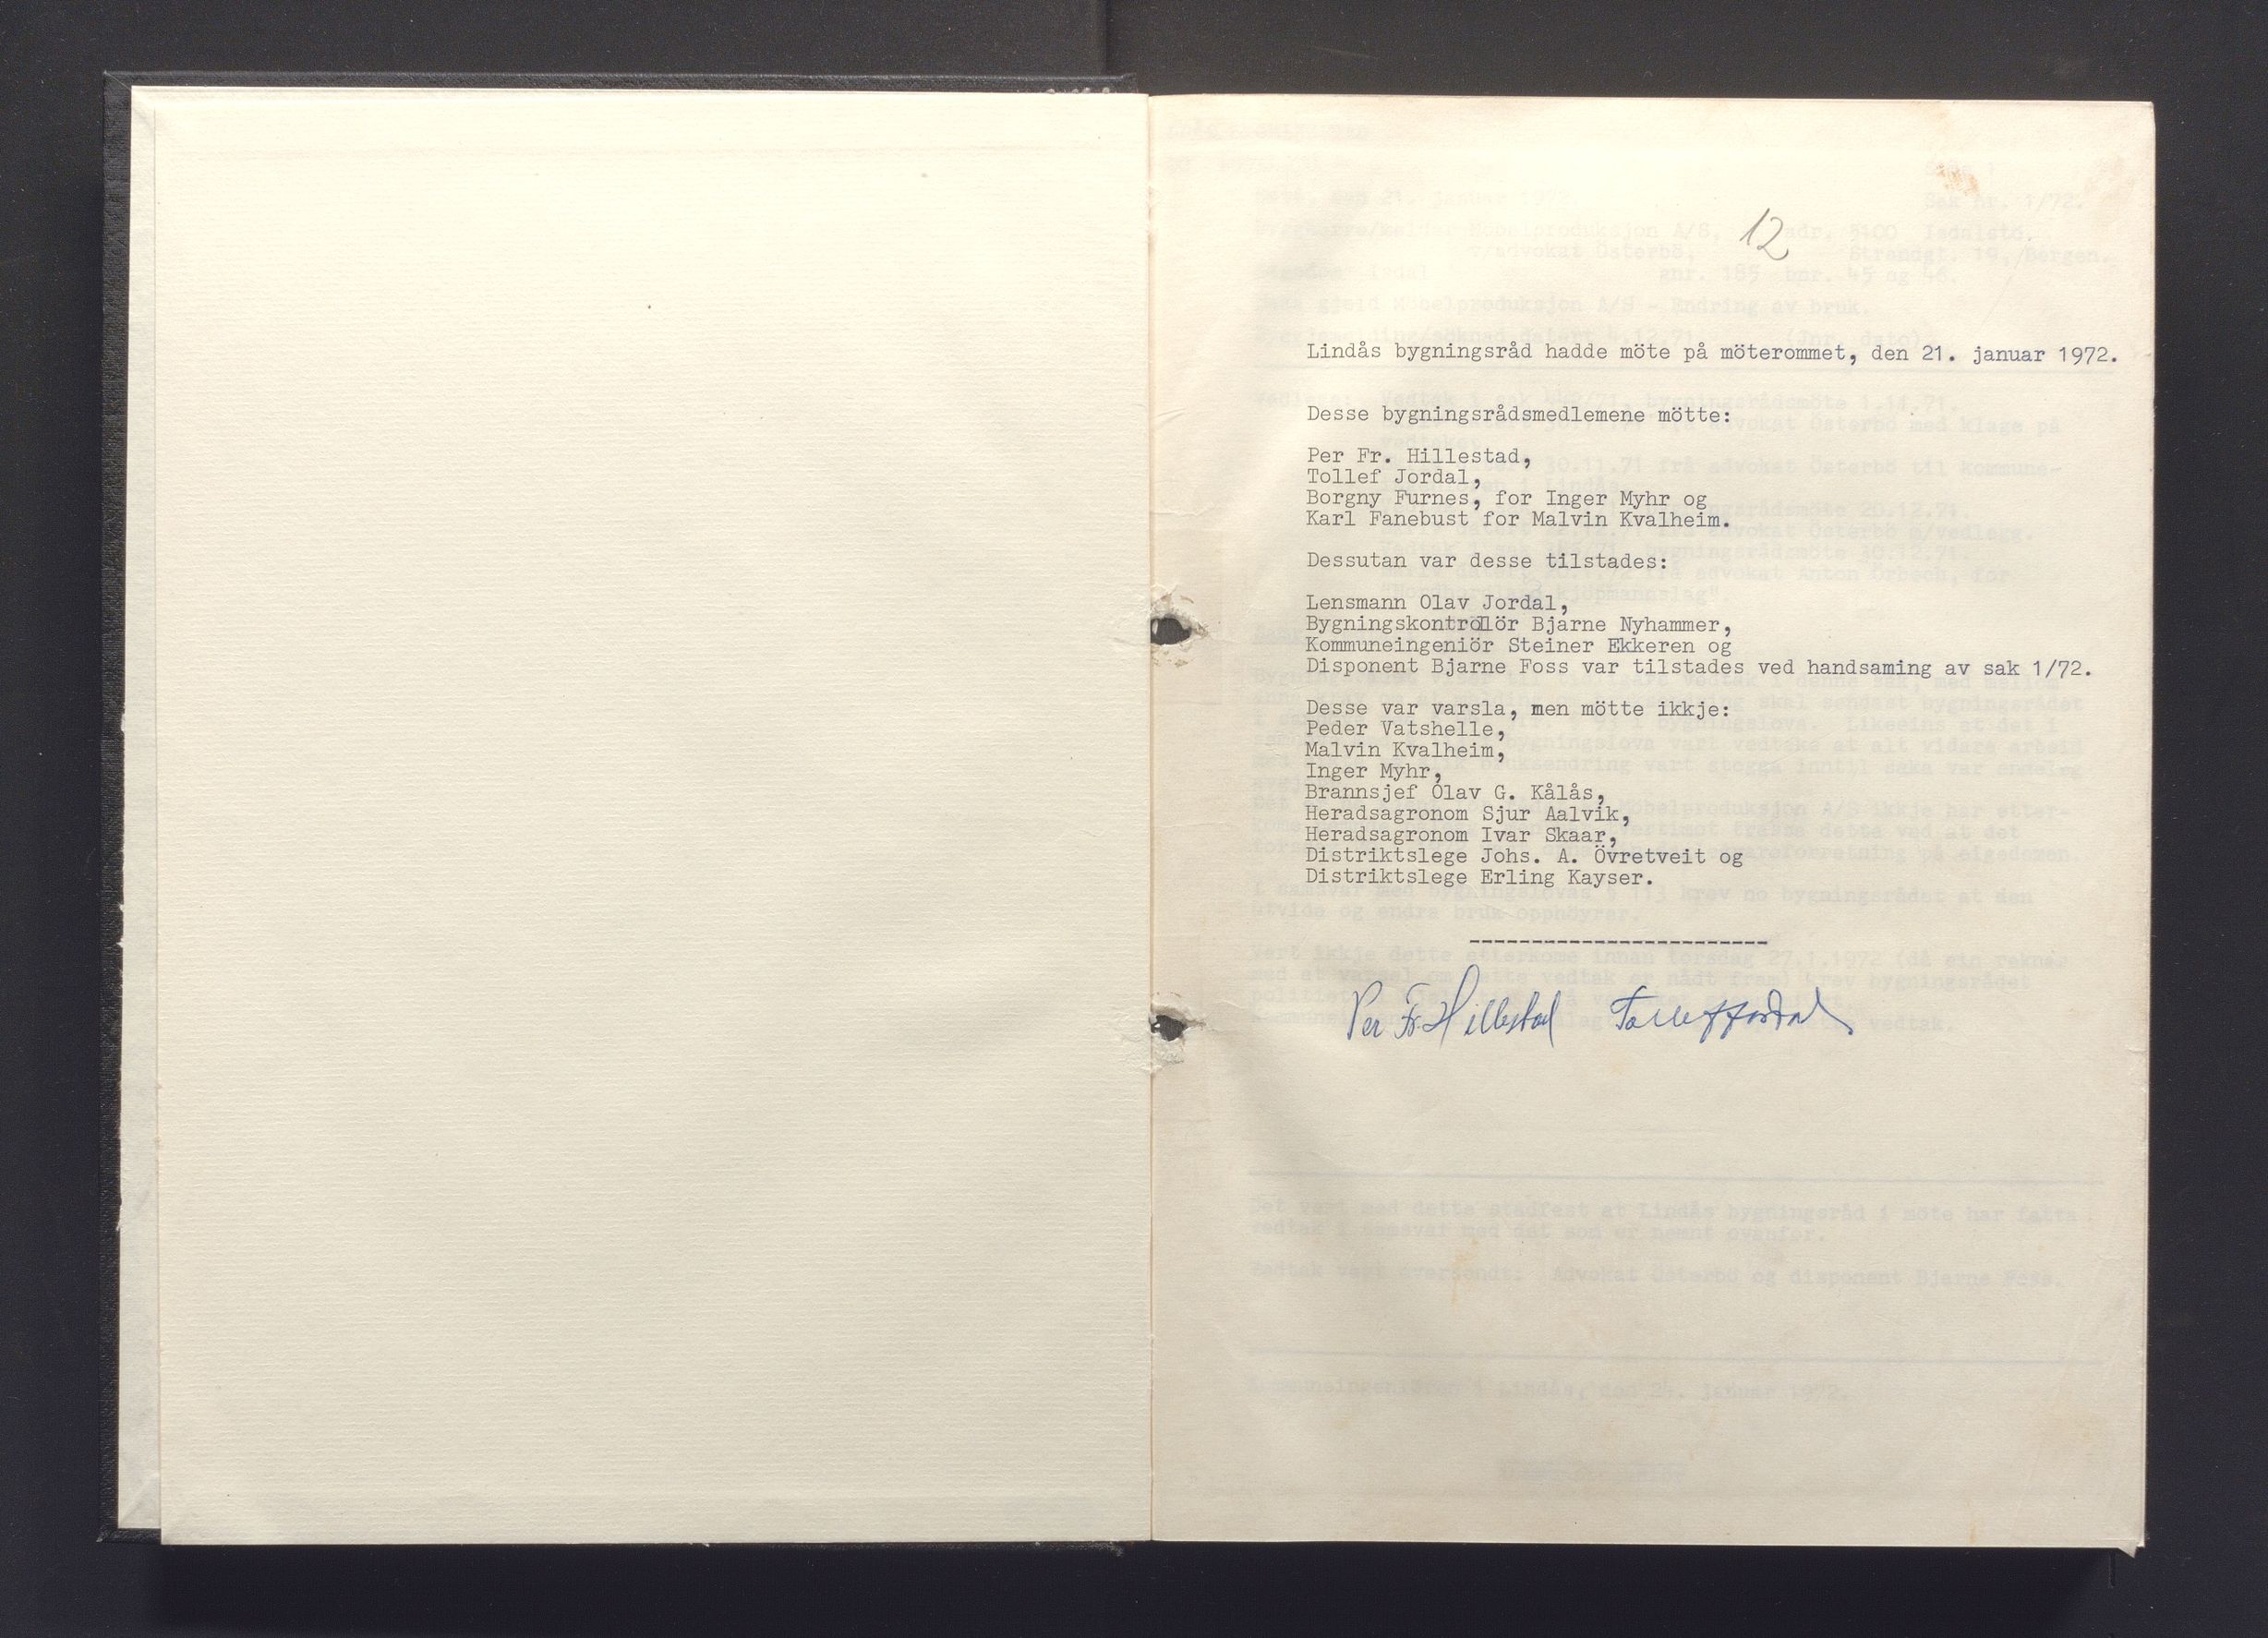 12
Lindås bygningsråd hadde möte på möterommet, den 21. januar 1972.
Desse bygningsrådsmedlemene mötte:
Per Fr. Hillestad,
Tollef Jordal,
Borgny Furnes, for Inger Myhr og
Karl Fanebust for Malvin Kvalheim.
Dessutan var desse tilstades:
Lensmann Olav Jordal,
Bygningskontrollör Bjarne Nyhammer,
Kommuneingeniör Steiner Ekkeren og
Disponent Bjarne Foss var tilstades ved handsaming av sak 1/72.
Desse var varsla, men mötte ikkje:
Peder Vatshelle,
Malvin Kvalheim,
Inger Myhr,
Brannsjef Olav G. Kålås,
Heradsagronom Sjur Aalvik,
Heradsagronom Ivar Skaar,
Distriktslege Johs. A. Övretveit og
Distriktslege Erling Kayser.
------------------------
Per Fr. Hillestad Tollef Jordal